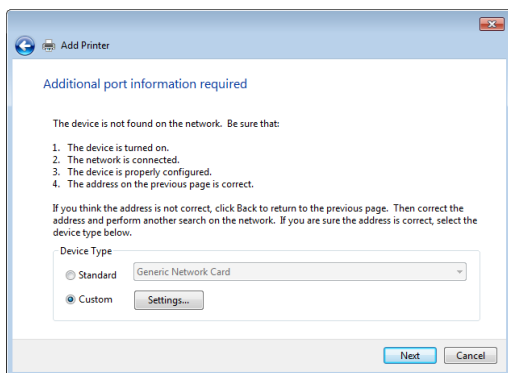 Add Printer
Additional port information required
The device is not found on the network.  Be sure that:
1.  The device is turned on.
2.  The network is connected.
3.  The device is properly configured.
4.  The address on the previous page is correct.
If you think the address is not correct, click Back to return to the previous page.  Then correct the
address and perform another search on the network.  If you are sure the address is correct, select the
device type below.
Device Type
Standard
Generic Network Card
Custom
Settings...
Next
Cancel